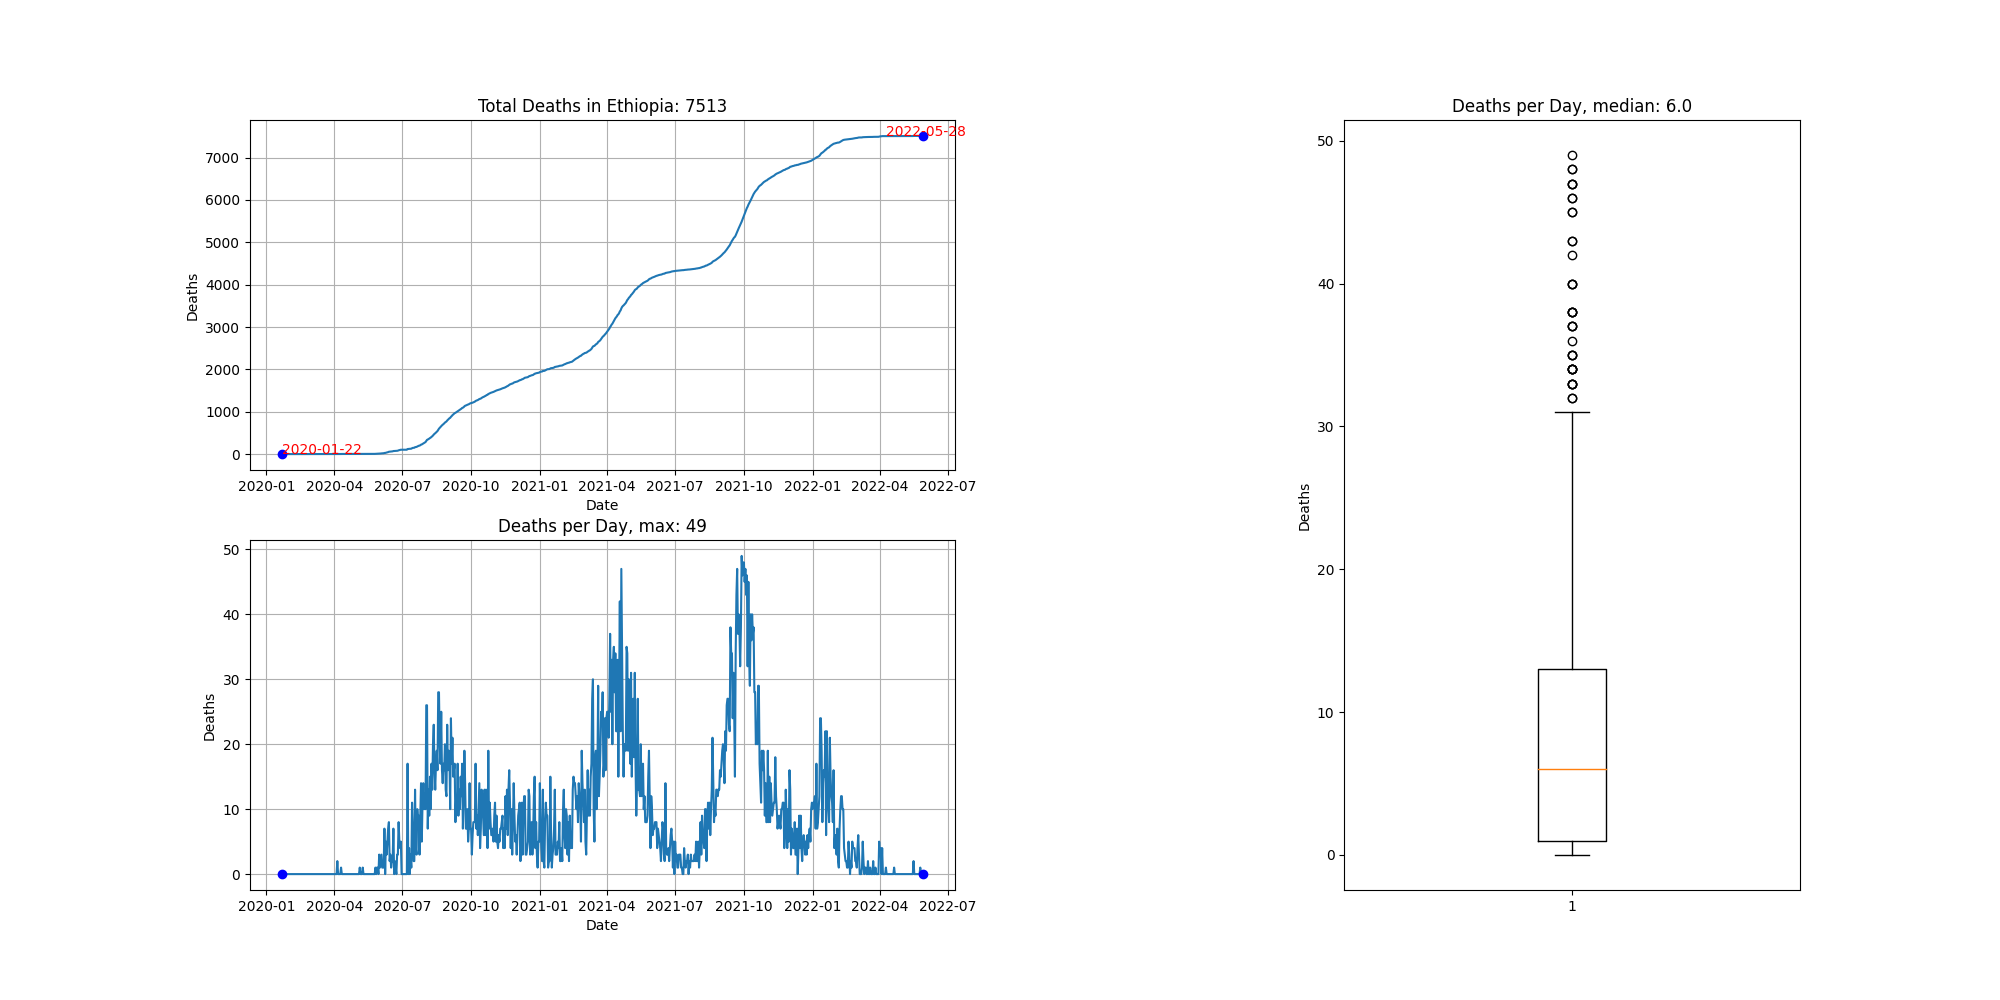 Total Deaths in Ethiopia: 7513
Deaths
7000
6000
5000
4000
3000
2000
1000
0
2020-01-22
2022-05-28
2020-01 2020-04 2020-07 2020-10 2021-01 2021-04 2021-07 2021-10 2022-01 2022-04 2022-07
Date
Deaths per Day, max: 49
Deaths
50
40
30
20
10
0
2020-01 2020-04 2020-07 2020-10 2021-01 2021-04 2021-07 2021-10 2022-01 2022-04 2022-07
Date
Deaths per Day, median: 6.0
Deaths
50
40
30
20
10
0
1